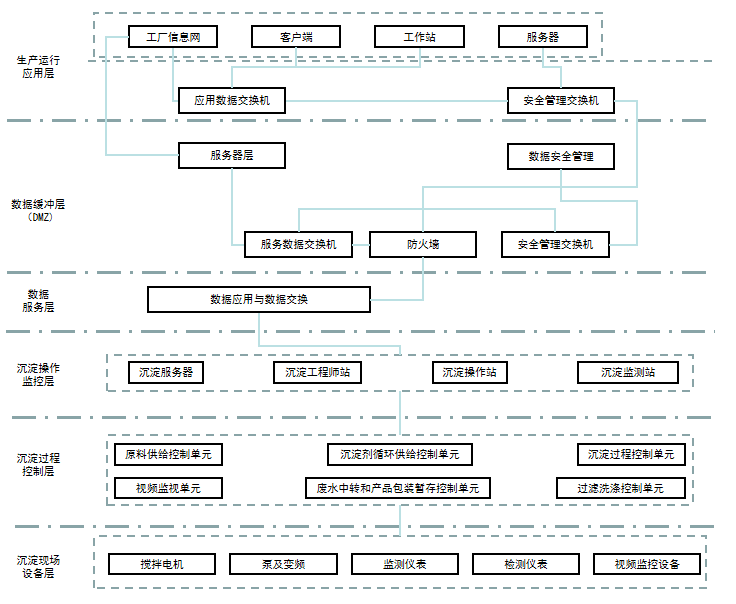 工厂信息网
客户端
工作站
服务器
生产运行
应用层
应用数据交换机
安全管理交换机
服务器层
数据安全管理
数据缓冲层
（DMZ）
服务数据交换机
防火墙
安全管理交换机
数据
服务层
数据应用与数据交换
沉淀操作
监控层
沉淀服务器
沉淀工程师站
沉淀操作站
沉淀监测站
沉淀过程
控制层
原料供给控制单元
沉淀剂循环供给控制单元
沉淀过程控制单元
视频监视单元
废水中转和产品包装暂存控制单元
过滤洗涤控制单元
沉淀现场
设备层
搅拌电机
泵及变频
监测仪表
检测仪表
视频监控设备